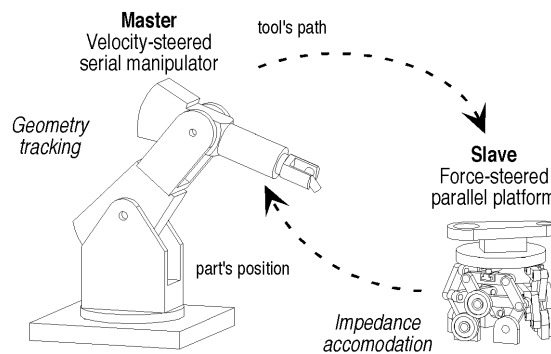 Master
Velocity-steered
serial manipulator
tool's path
Geometry
tracking
Slave
Force-steered
parallel platform
part's position
Impedance
accomodation